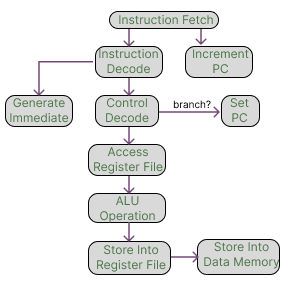 Instruction Fetch
Instruction
Decode
Increment
PC
Generate
Immediate
Control
Decode
branch?
Set
PC
Access
Register File
ALU
Operation
Store Into
Register File
Store Into
Data Memory